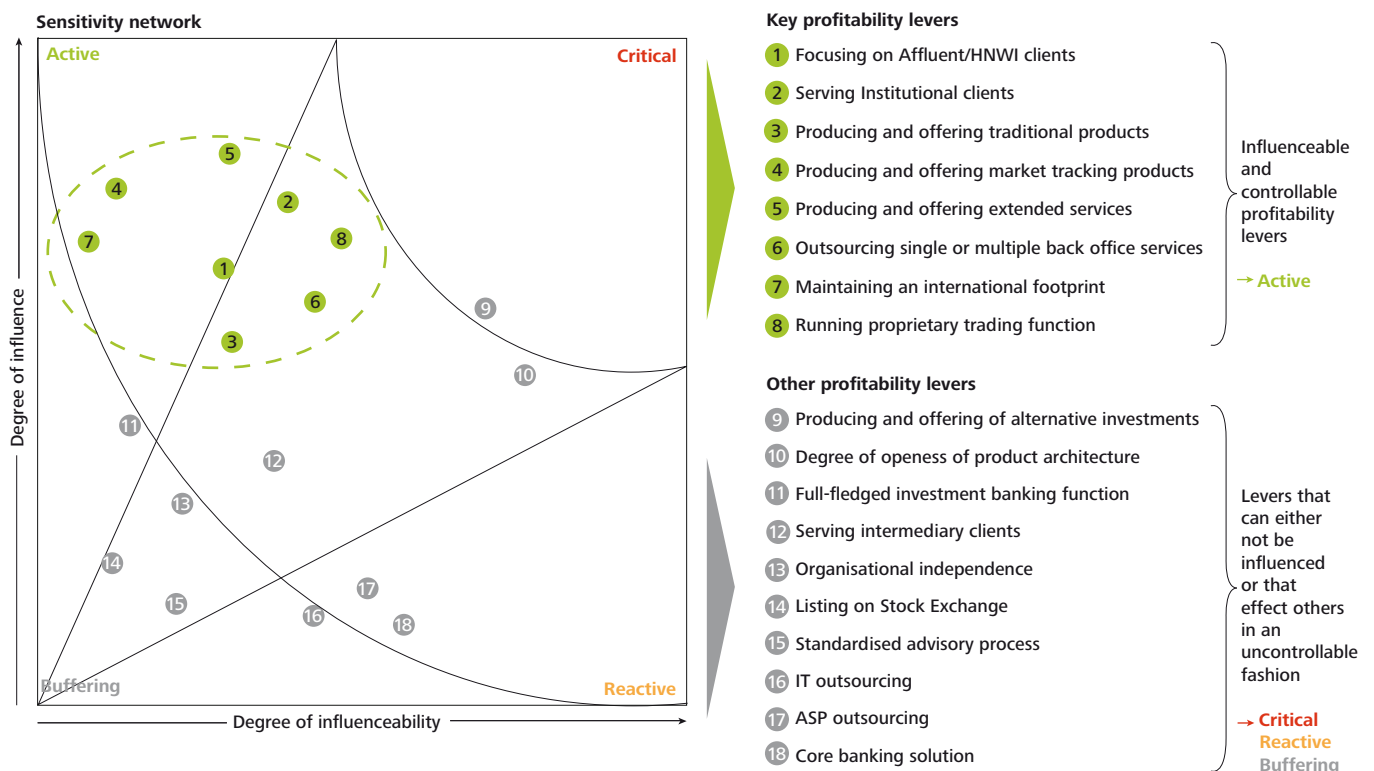 Sensitivity network
Active
Critical
5
4
2
7
8
1
6
3
9
10
11
12
13
14
15
17
16
18
Buffering
Reactive
Degree of influence
Degree of influenceability
Key profitability levers
1 Focusing on Affluent/HNWI clients
2 Serving Institutional clients
3 Producing and offering traditional products
4 Producing and offering market tracking products
5 Producing and offering extended services
6 Outsourcing single or multiple back office services
7 Maintaining an international footprint
8 Running proprietary trading function
Influenceable
and
controllable
profitability
levers
→ Active
Other profitability levers
9 Producing and offering of alternative investments
10 Degree of openess of product architecture
11 Full-fledged investment banking function
12 Serving intermediary clients
13 Organisational independence
14 Listing on Stock Exchange
15 Standardised advisory process
16 IT outsourcing
17 ASP outsourcing
18 Core banking solution
Levers that
can either
not be
influenced
or that
effect others
in an
uncontrollable
fashion
→ Critical
Reactive
Buffering